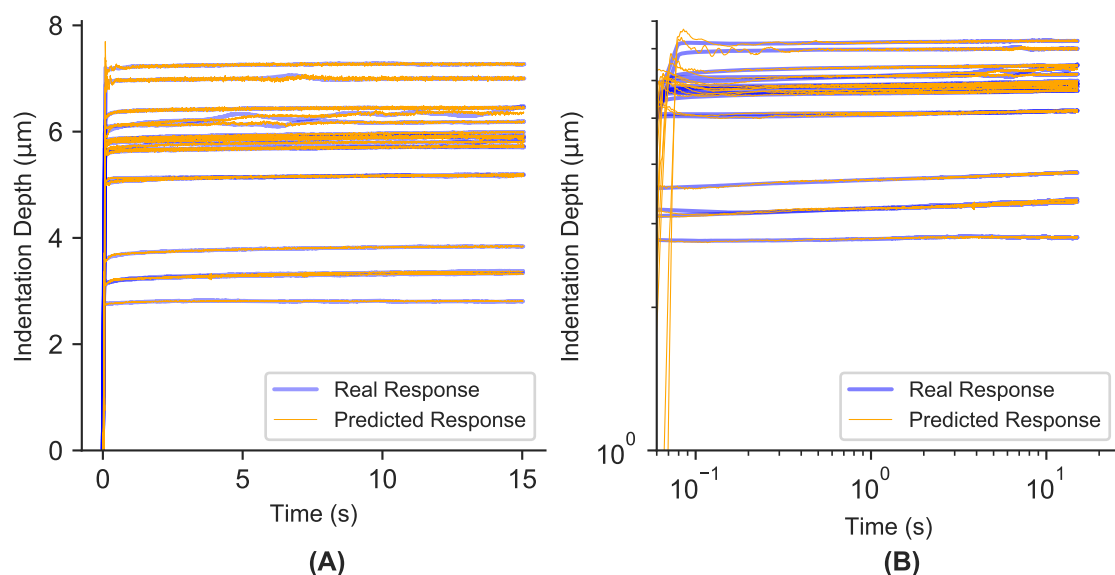 8
6
4
2
0
Indentation Depth (µm)
0
5
10
15
Time (s)
Real Response
Predicted Response
(A)
10⁰
Indentation Depth (µm)
10⁻¹
10⁰
10¹
Time (s)
Real Response
Predicted Response
(B)